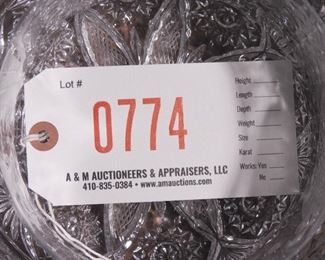 Lot #
0774
A & M AUCTIONEERS & APPRAISERS, LLC
410-835-0384 • www.amauctions.com
Height
Length
Depth
Weight
Size
Karat
Works: Yes
No